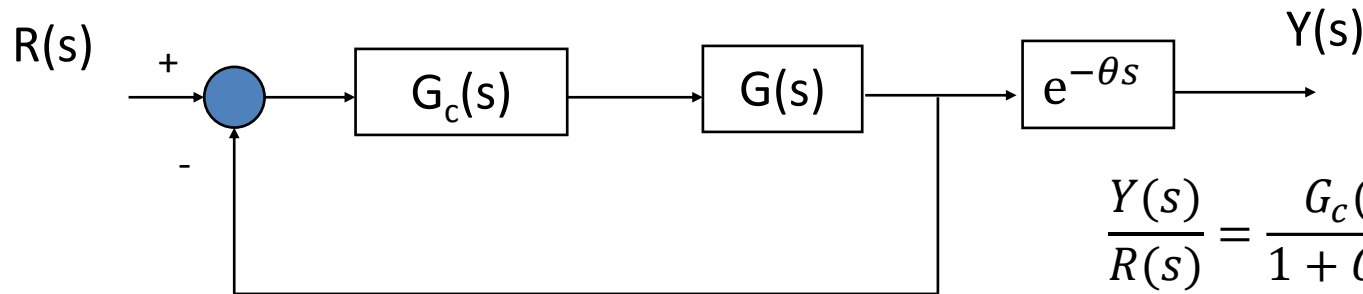 R(s)
+
-
G_c(s)
G(s)
e^{-θs}
Y(s)
Y(s)/R(s) = G_c(/1 +